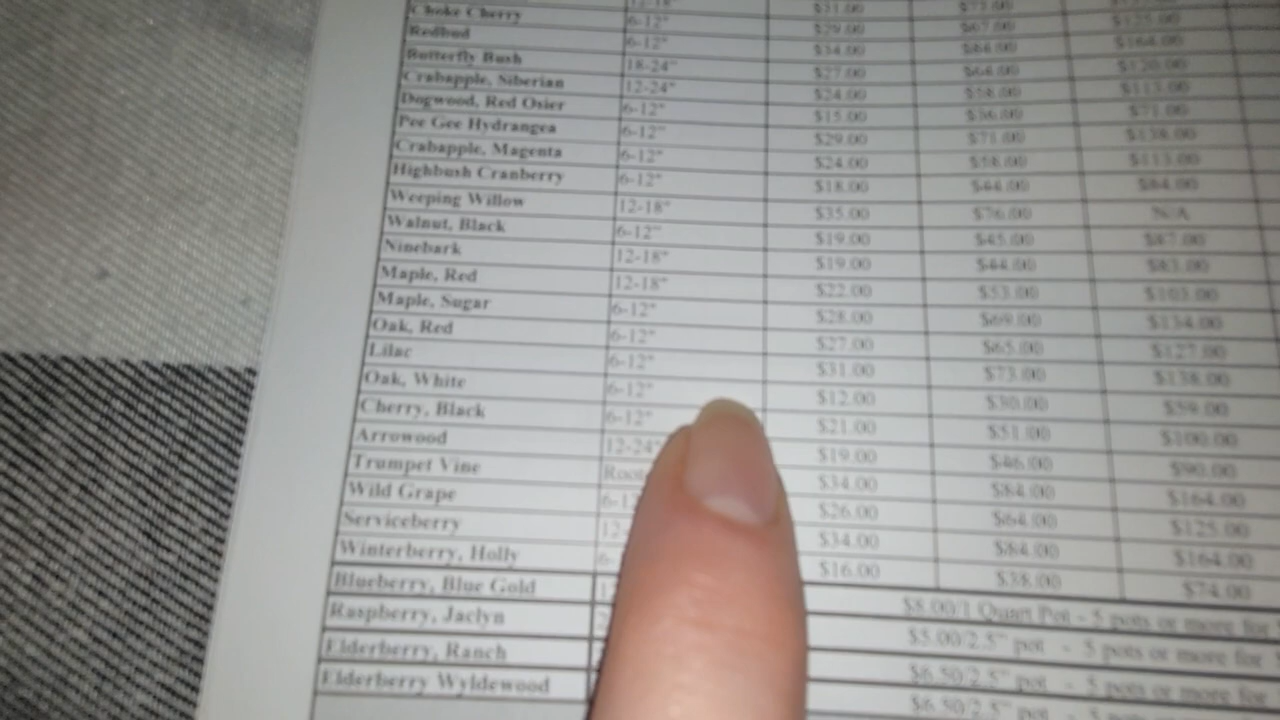 12-18" $31.00 $73.00
Choke Cherry 6-12" $29.00 $67.00 $125.00
Redbud 6-12" $34.00 $84.00 $164.00
Butterfly Bush 18-24" $27.00 $64.00 $120.00
Crabapple, Siberian 12-24" $24.00 $58.00 $113.00
Dogwood, Red Osier 6-12" $15.00 $36.00 $71.00
Pee Gee Hydrangea 6-12" $29.00 $71.00 $138.00
Crabapple, Magenta 6-12" $24.00 $58.00 $113.00
Highbush Cranberry 6-12" $18.00 $44.00 $84.00
Weeping Willow 12-18" $35.00 $76.00 N/A
Walnut, Black 6-12" $19.00 $45.00 $87.00
Ninebark 12-18" $19.00 $44.00 $83.00
Maple, Red 12-18" $22.00 $53.00 $105.00
Maple, Sugar 6-12" $28.00 $69.00 $134.00
Oak, Red 6-12" $27.00 $65.00 $127.00
Lilac 6-12" $31.00 $73.00 $138.00
Oak, White 6-12" $12.00 $30.00 $59.00
Cherry, Black 6-12" $21.00 $51.00 $100.00
Arrowood 12-24" $19.00 $46.00 $90.00
Trumpet Vine $34.00 $84.00 $164.00
Wild Grape $26.00 $64.00 $125.00
Serviceberry $34.00 $84.00 $164.00
Winterberry, Holly $16.00 $38.00 $74.00
Blueberry, Blue Gold $8.00/1 Quart Pot - 5 pots or more for
Raspberry, Jaclyn $5.00/2.5" pot - 5 pots or more for
Elderberry, Ranch $6.50/2.5" pot - 5 pots or more for
Elderberry Wyldewood $6.50/2.5" pot - 5